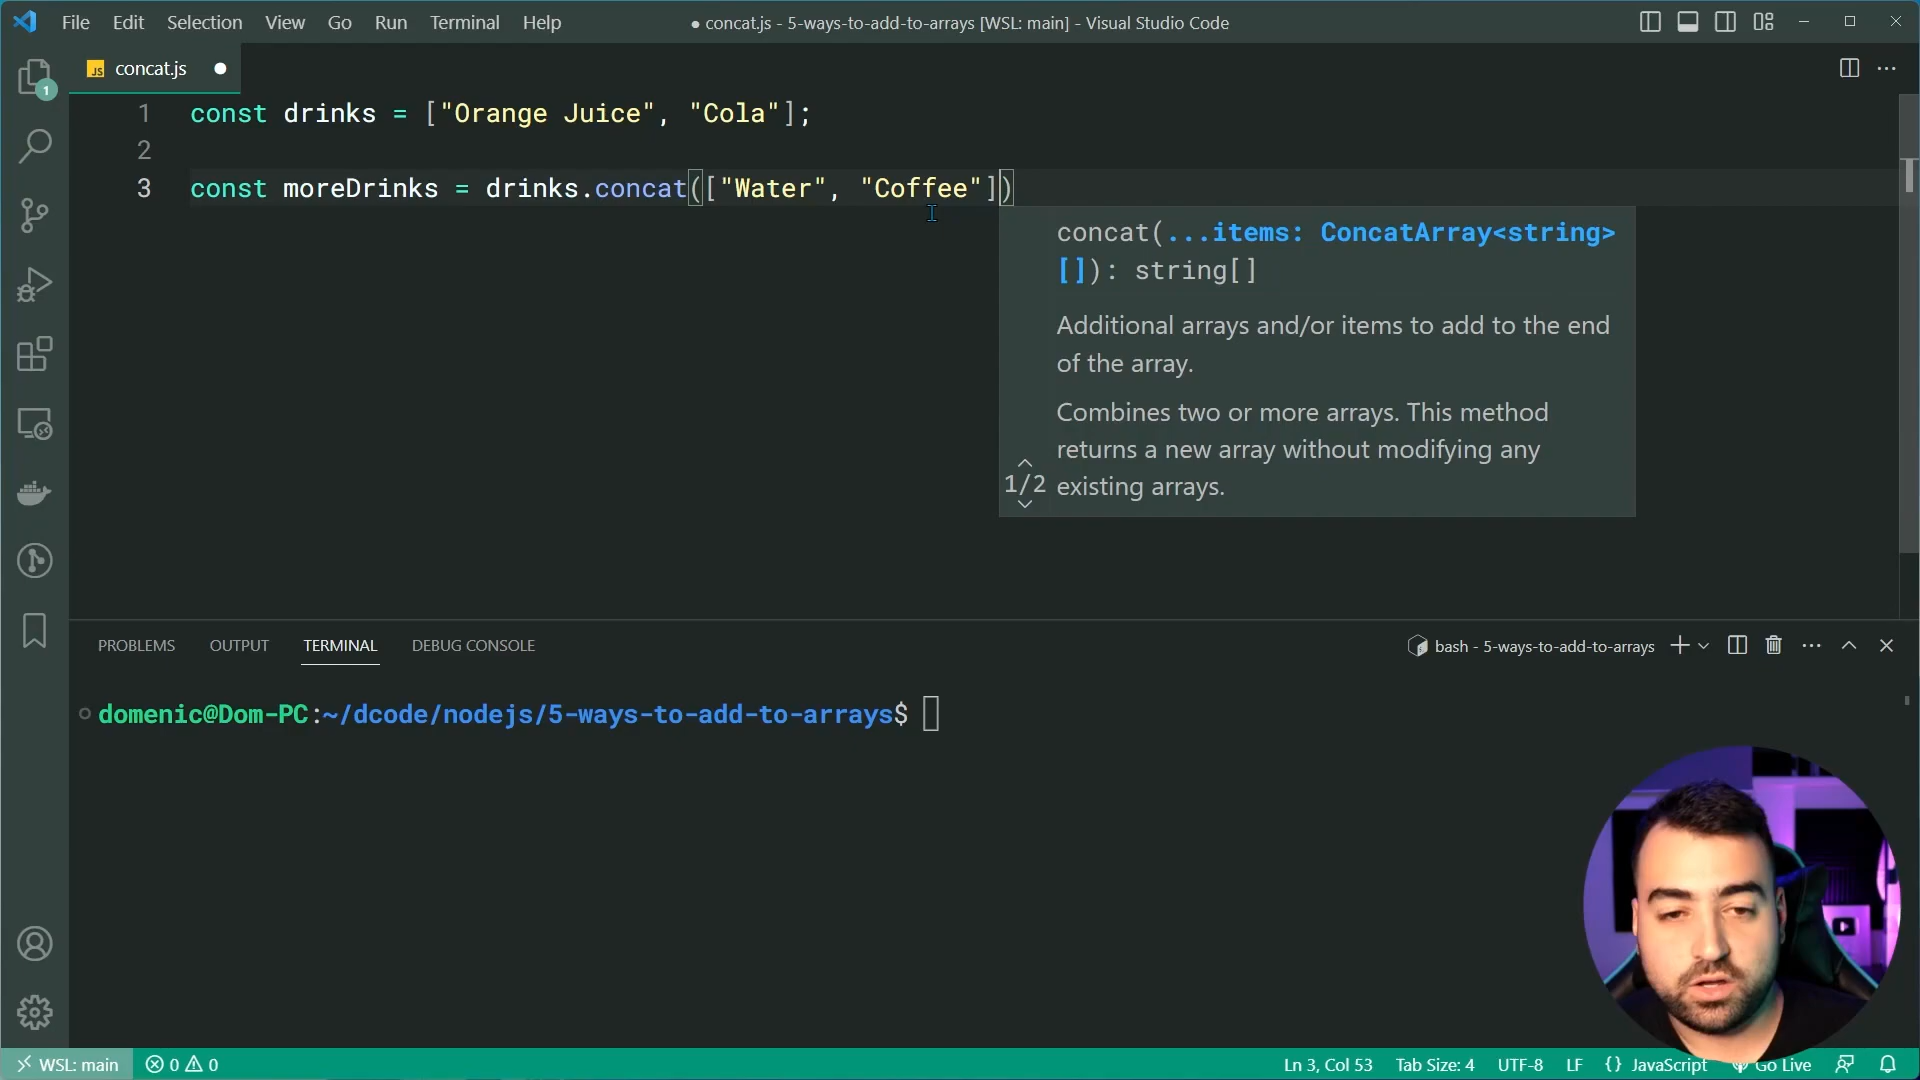 File Edit Selection View Go Run Terminal Help
● concat.js - 5-ways-to-add-to-arrays [WSL: main] - Visual Studio Code
JS concat.js
1 const drinks = ["Orange Juice", "Cola"];
2
3 const moreDrinks = drinks.concat(["Water", "Coffee"])
concat(...items: ConcatArray<string>
[]): string[]
Additional arrays and/or items to add to the end
of the array.
Combines two or more arrays. This method
returns a new array without modifying any
1/2 existing arrays.
1
PROBLEMS OUTPUT TERMINAL DEBUG CONSOLE
bash - 5-ways-to-add-to-arrays
domenic@Dom-PC:~/dcode/nodejs/5-ways-to-add-to-arrays$
WSL: main 0 0
Ln 3, Col 53 Tab Size: 4 UTF-8 LF {} JavaScript Go Live